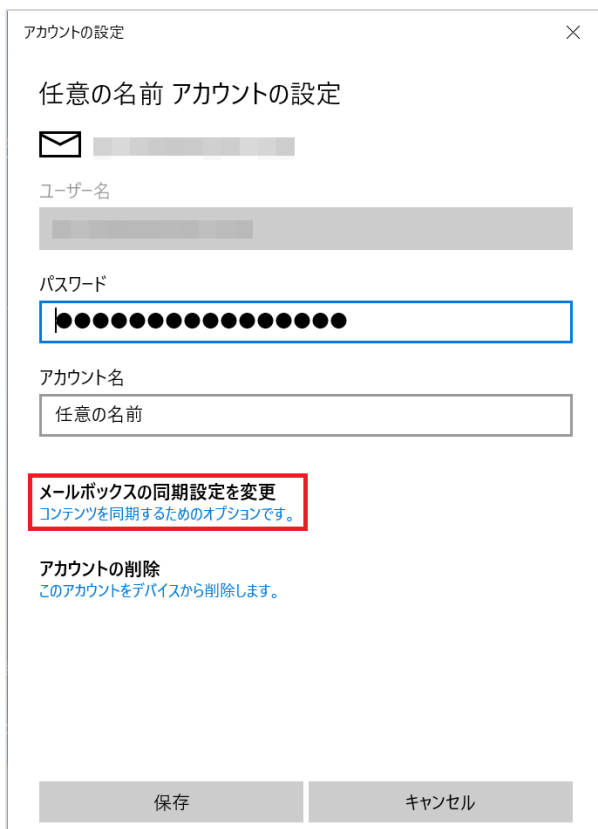 アカウントの設定
任意の名前 アカウントの設定
ユーザー名
パスワード
●●●●●●●●●●●●●●●●
アカウント名
任意の名前
メールボックスの同期設定を変更
コンテンツを同期するためのオプションです。
アカウントの削除
このアカウントをデバイスから削除します。
保存
キャンセル